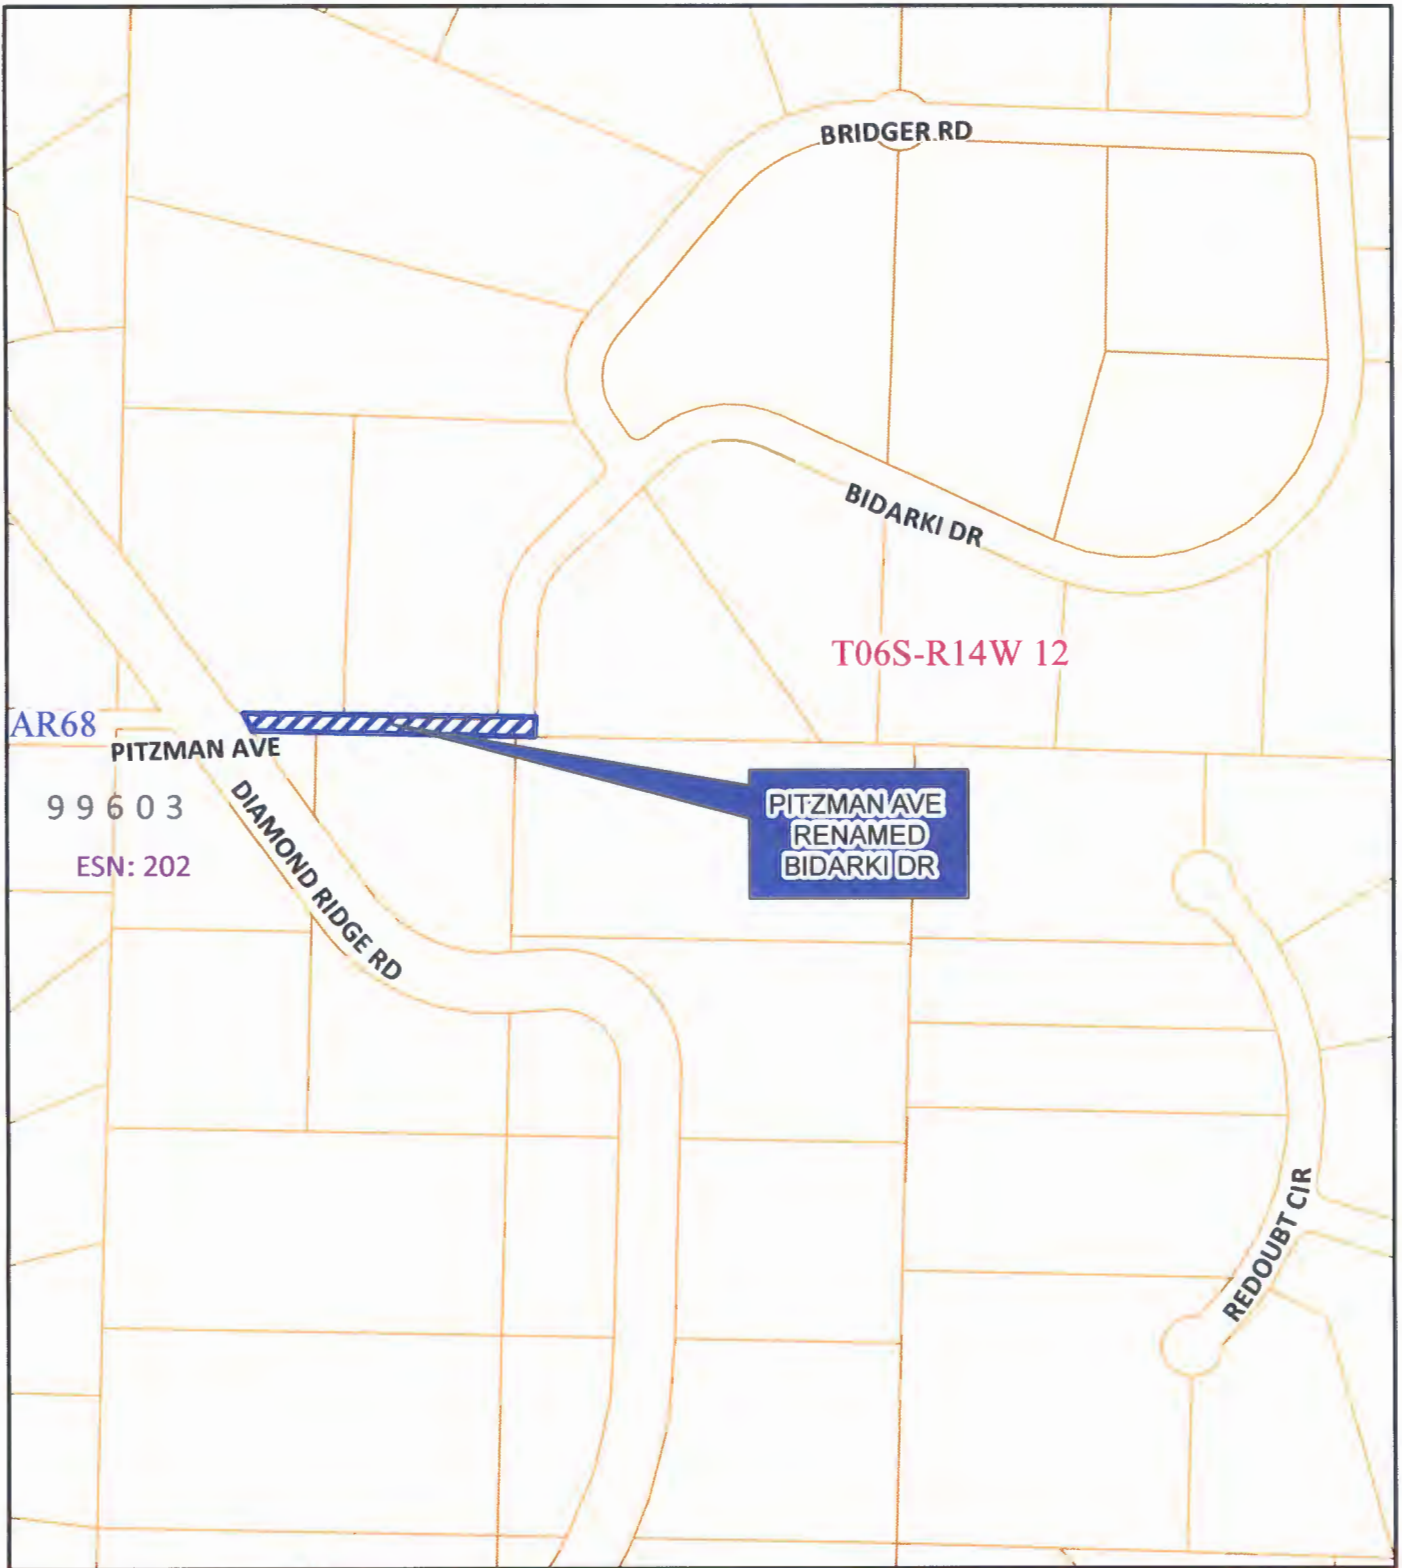 BRIDGER RD
BIDARKI DR
T06S-R14W 12
AR68
PITZMAN AVE
99603
ESN: 202
DIAMOND RIDGE RD
PITZMAN AVE
RENAMED
BIDARKI DR
REDOUBT CIR